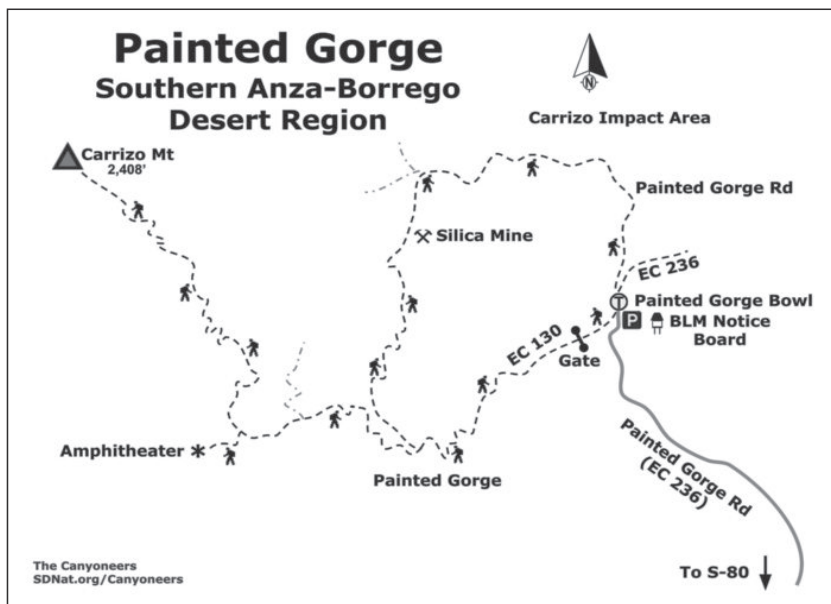 Painted Gorge
Southern Anza-Borrego
Desert Region
N
Carrizo Impact Area
Carrizo Mt
2,408'
Painted Gorge Rd
Silica Mine
EC 236
T
Painted Gorge Bowl
P
BLM Notice
Board
EC 130
Gate
Painted Gorge Rd
(EC 236)
Amphitheater
Painted Gorge
The Canyoneers
SDNat.org/Canyoneers
To S-80